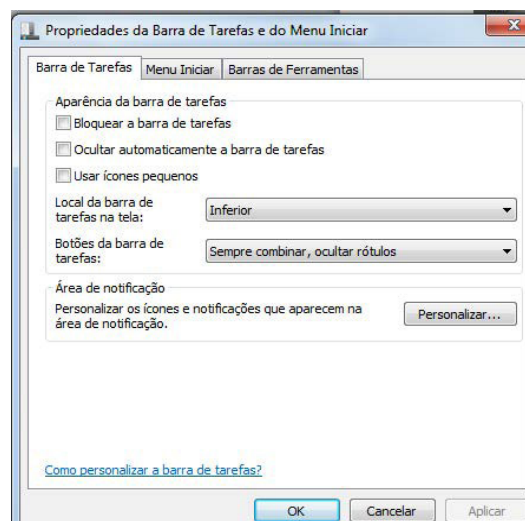 Propriedades da Barra de Tarefas e do Menu Iniciar
Barra de Tarefas Menu Iniciar Barras de Ferramentas
Aparência da barra de tarefas
Bloquear a barra de tarefas
Ocultar automaticamente a barra de tarefas
Usar ícones pequenos
Local da barra de
tarefas na tela:
Inferior
Botões da barra de
tarefas:
Sempre combinar, ocultar rótulos
Área de notificação
Personalizar os ícones e notificações que aparecem na
área de notificação.
Personalizar...
Como personalizar a barra de tarefas?
OK Cancelar Aplicar